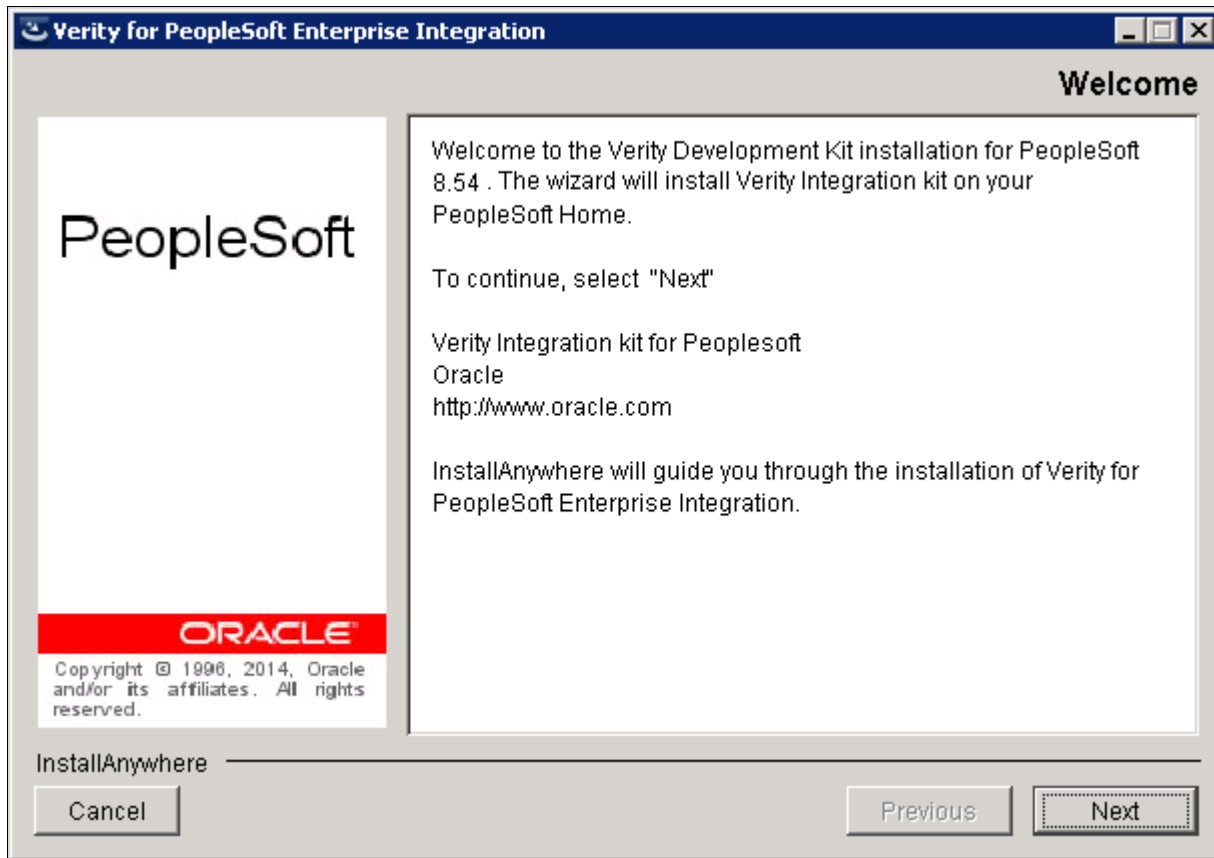 Verity for PeopleSoft Enterprise Integration
Welcome
PeopleSoft
ORACLE
Copyright © 1996, 2014, Oracle
and/or its affiliates. All rights
reserved.
Welcome to the Verity Development Kit installation for PeopleSoft
8.54 . The wizard will install Verity Integration kit on your
PeopleSoft Home.
To continue, select "Next"
Verity Integration kit for Peoplesoft
Oracle
http://www.oracle.com
InstallAnywhere will guide you through the installation of Verity for
PeopleSoft Enterprise Integration.
InstallAnywhere
Cancel
Previous
Next